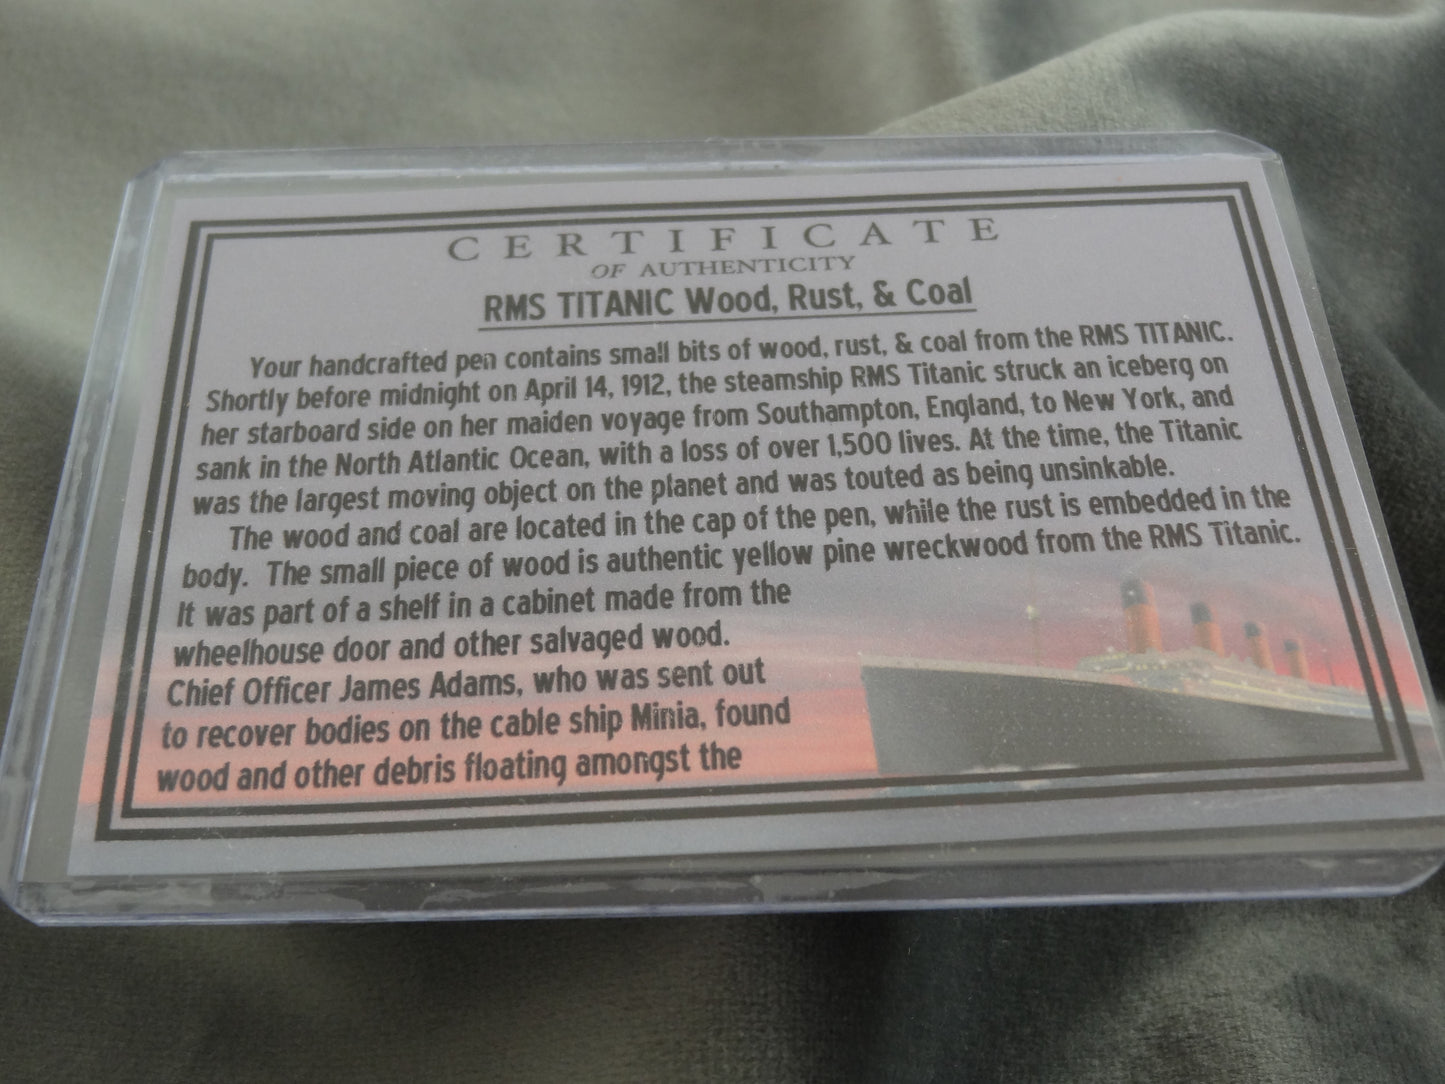 CERTIFICATE
OF AUTHENTICITY
RMS TITANIC Wood, Rust, & Coal
Your handcrafted pen contains small bits of wood, rust, & coal from the RMS TITANIC.
Shortly before midnight on April 14, 1912, the steamship RMS Titanic struck an iceberg on
her starboard side on her maiden voyage from Southampton, England, to New York, and
sank in the North Atlantic Ocean, with a loss of over 1,500 lives. At the time, the Titanic
was the largest moving object on the planet and was touted as being unsinkable.
The wood and coal are located in the cap of the pen, while the rust is embedded in the
body. The small piece of wood is authentic yellow pine wreckwood from the RMS Titanic.
It was part of a shelf in a cabinet made from the
wheelhouse door and other salvaged wood.
Chief Officer James Adams, who was sent out
to recover bodies on the cable ship Minia, found
wood and other debris floating amongst the